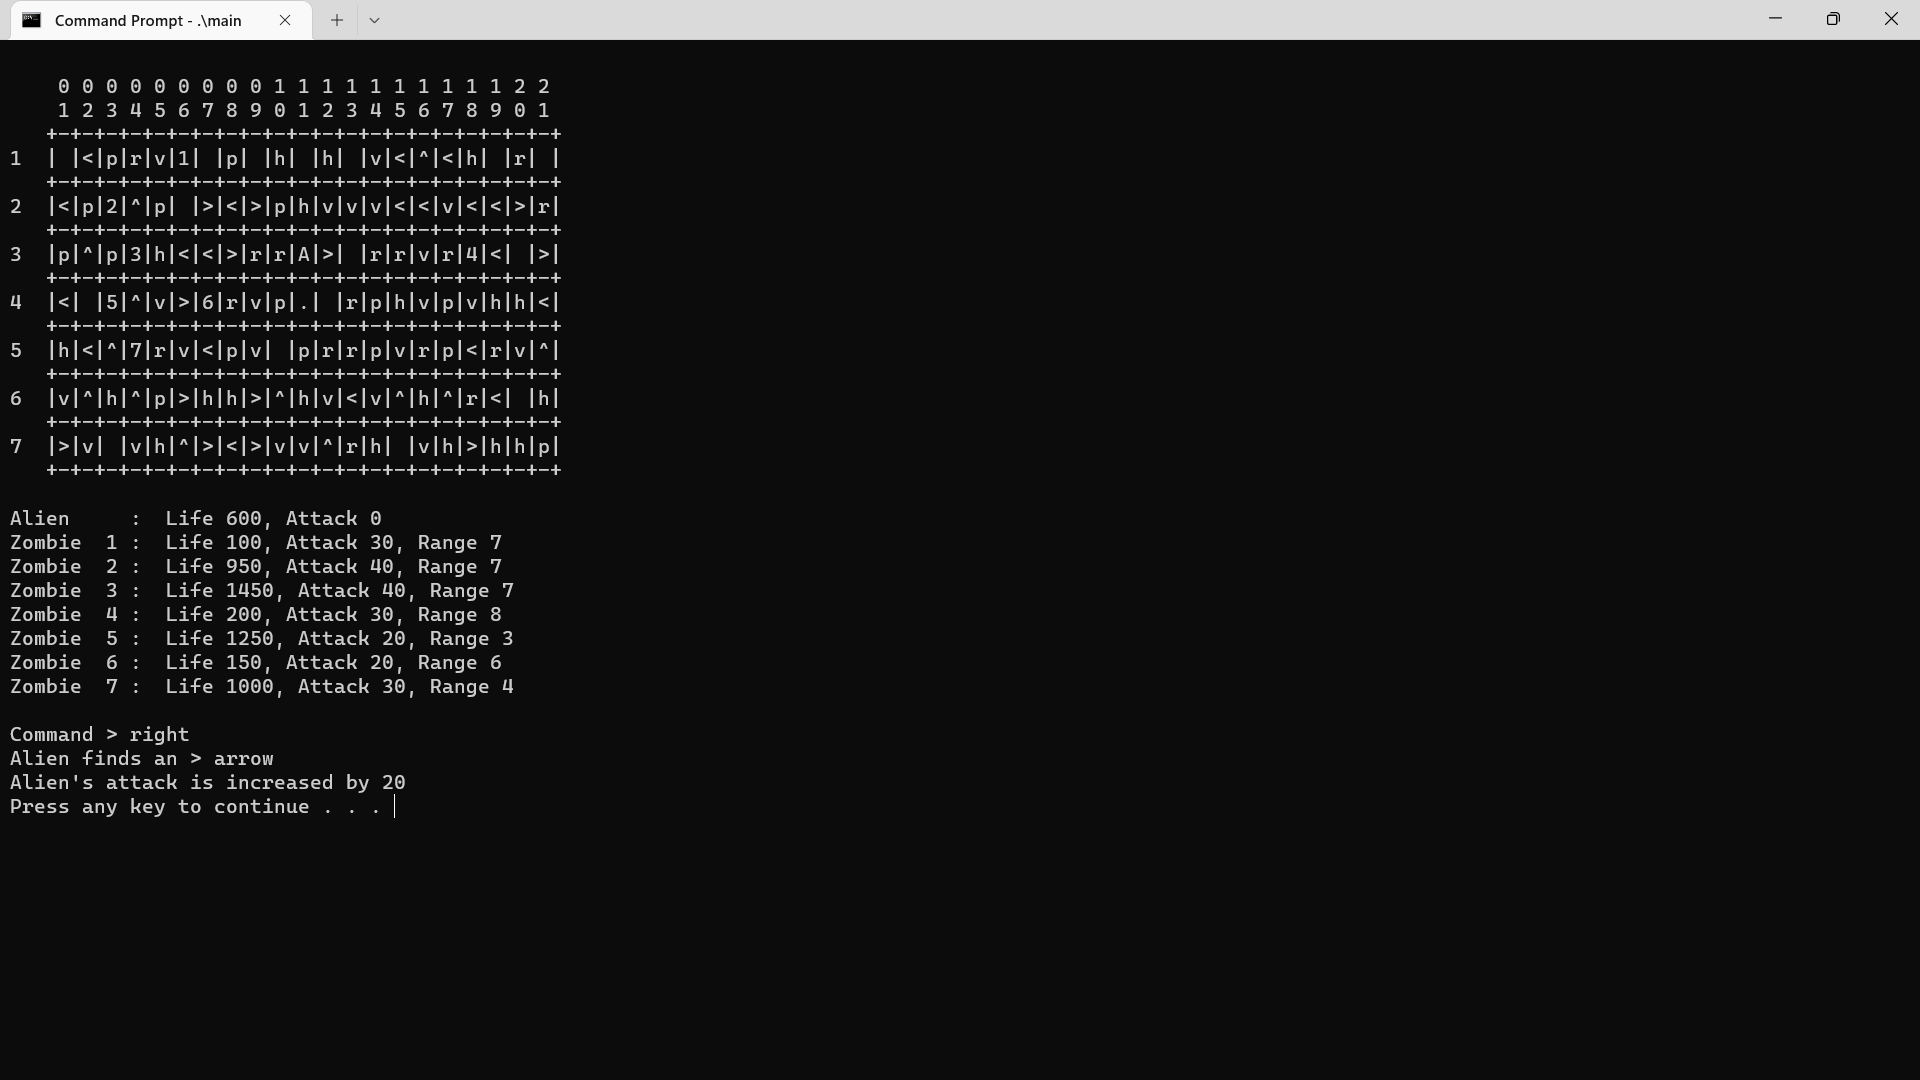 Command Prompt - .\main
    0 0 0 0 0 0 0 0 0 1 1 1 1 1 1 1 1 1 1 2 2
    1 2 3 4 5 6 7 8 9 0 1 2 3 4 5 6 7 8 9 0 1
   +-+-+-+-+-+-+-+-+-+-+-+-+-+-+-+-+-+-+-+-+-+
1  | |<|p|r|v|1| |p| |h| |h| |v|<|^|<|h| |r| |
   +-+-+-+-+-+-+-+-+-+-+-+-+-+-+-+-+-+-+-+-+-+
2  |<|p|2|^|p| |>|<|>|p|h|v|v|v|<|<|v|<|<|>|r|
   +-+-+-+-+-+-+-+-+-+-+-+-+-+-+-+-+-+-+-+-+-+
3  |p|^|p|3|h|<|<|>|r|r|A|>| |r|r|v|r|4|<| |>|
   +-+-+-+-+-+-+-+-+-+-+-+-+-+-+-+-+-+-+-+-+-+
4  |<| |5|^|v|>|6|r|v|p|.| |r|p|h|v|p|v|h|h|<|
   +-+-+-+-+-+-+-+-+-+-+-+-+-+-+-+-+-+-+-+-+-+
5  |h|<|^|7|r|v|<|p|v| |p|r|r|p|v|r|p|<|r|v|^|
   +-+-+-+-+-+-+-+-+-+-+-+-+-+-+-+-+-+-+-+-+-+
6  |v|^|h|^|p|>|h|h|>|^|h|v|<|v|^|h|^|r|<| |h|
   +-+-+-+-+-+-+-+-+-+-+-+-+-+-+-+-+-+-+-+-+-+
7  |>|v| |v|h|^|>|<|>|v|v|^|r|h| |v|h|>|h|h|p|
   +-+-+-+-+-+-+-+-+-+-+-+-+-+-+-+-+-+-+-+-+-+
Alien     :  Life 600, Attack 0
Zombie  1 :  Life 100, Attack 30, Range 7
Zombie  2 :  Life 950, Attack 40, Range 7
Zombie  3 :  Life 1450, Attack 40, Range 7
Zombie  4 :  Life 200, Attack 30, Range 8
Zombie  5 :  Life 1250, Attack 20, Range 3
Zombie  6 :  Life 150, Attack 20, Range 6
Zombie  7 :  Life 1000, Attack 30, Range 4
Command > right
Alien finds an > arrow
Alien's attack is increased by 20
Press any key to continue . . .